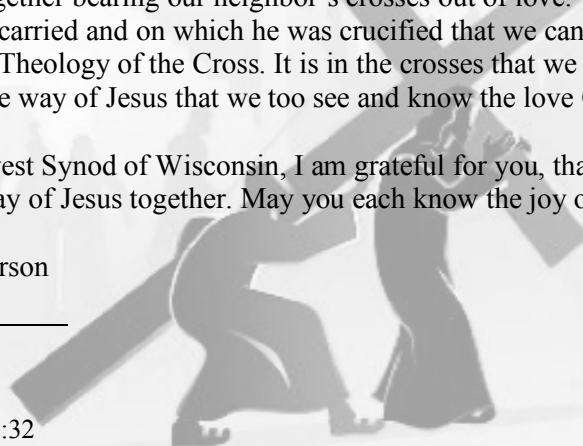 gether bearing our neighbor's crosses out of love.
carried and on which he was crucified that we can
Theology of the Cross. It is in the crosses that we
e way of Jesus that we too see and know the love
est Synod of Wisconsin, I am grateful for you, tha
ay of Jesus together. May you each know the joy o
rson
:32